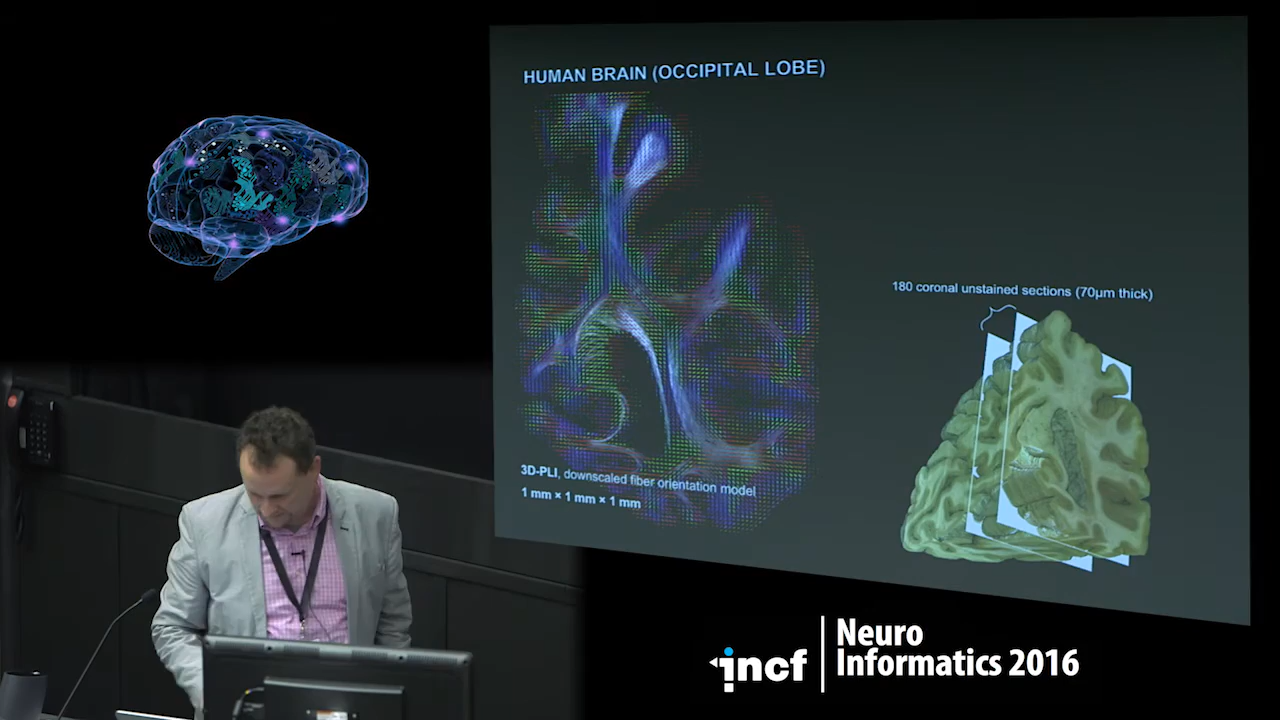 HUMAN BRAIN (OCCIPITAL LOBE)
180 coronal unstained sections (70µm thick)
3D-PLI, downscaled fiber orientation model
1 mm × 1 mm × 1 mm
incf
Neuro
Informatics 2016